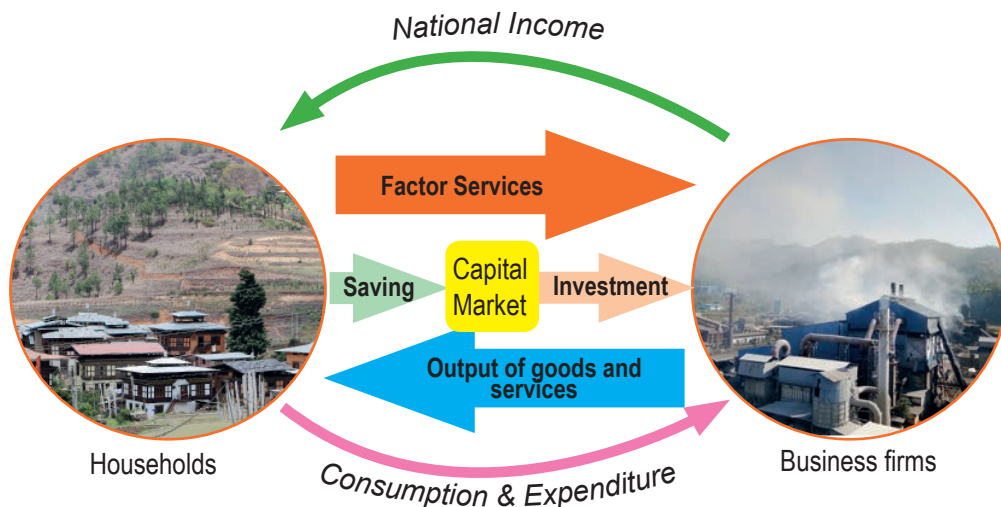 National Income
Factor Services
Saving
Capital
Market
Investment
Output of goods and
services
Households
Business firms
Consumption & Expenditure